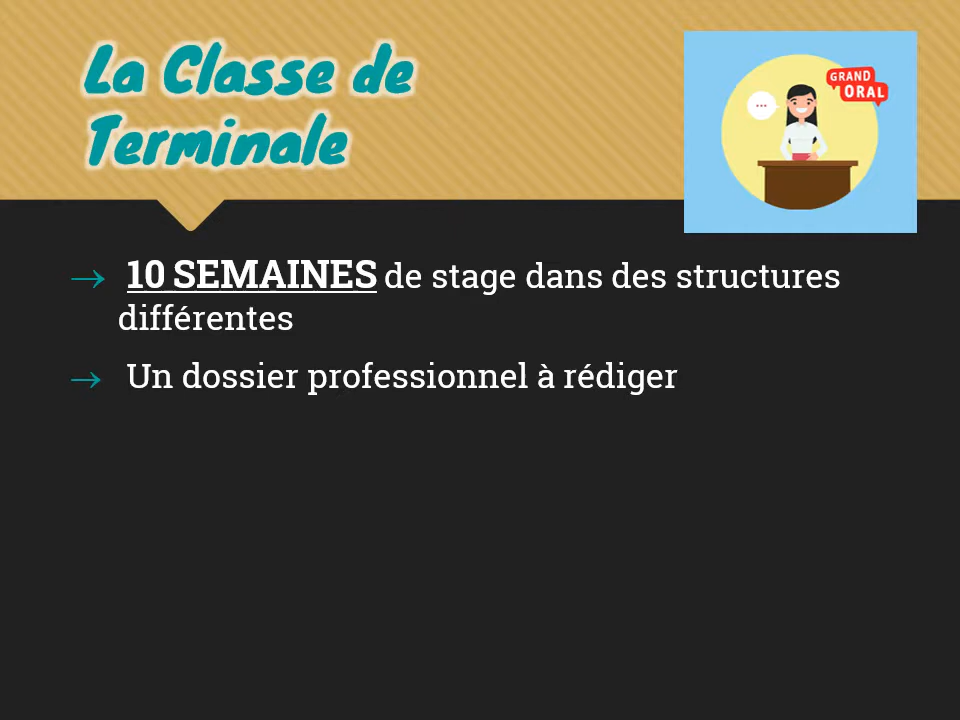 La Classe de
Terminale
GRAND
ORAL
→ 10 SEMAINES de stage dans des structures
différentes
→ Un dossier professionnel à rédiger